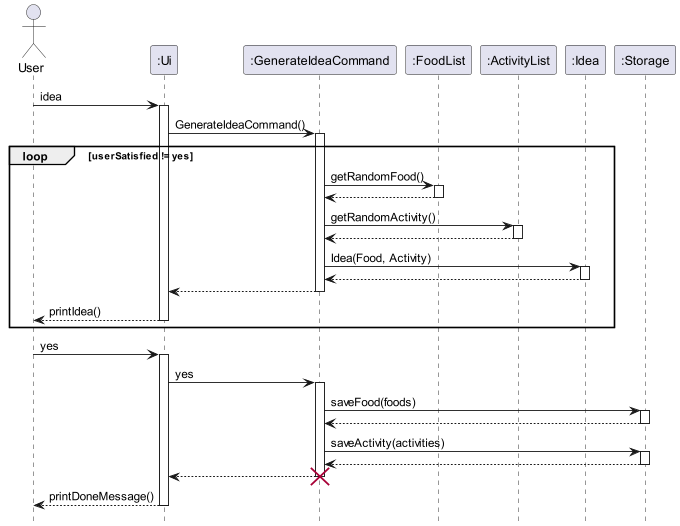 User
:Ui
:GenerateIdeaCommand
:FoodList
:ActivityList
:Idea
:Storage
idea
GenerateIdeaCommand()
loop
[userSatisfied != yes]
getRandomFood()
getRandomActivity()
Idea(Food, Activity)
printIdea()
yes
yes
saveFood(foods)
saveActivity(activities)
printDoneMessage()